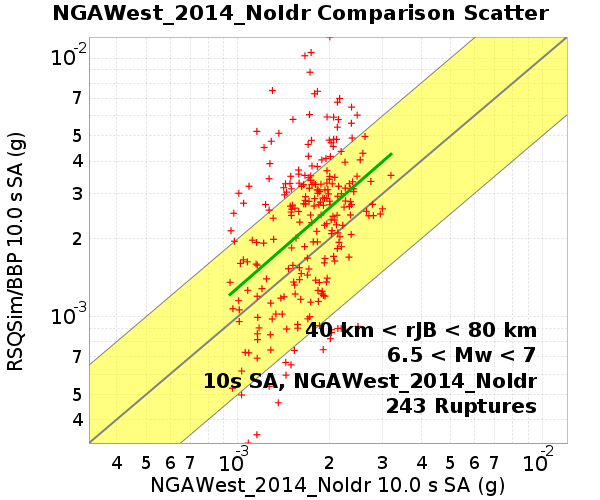 NGAWest_2014_NoIdr Comparison Scatter
RSQSim/BBP 10.0 s SA (g)
10-2
7
5
4
3
2
10-3
7
5
4
40 km < rJB < 80 km
6.5 < Mw < 7
10s SA, NGAWest_2014_NoIdr
243 Ruptures
4 5 6 7 10-3 2 3 4 5 6 7 10-2
NGAWest_2014_NoIdr 10.0 s SA (g)